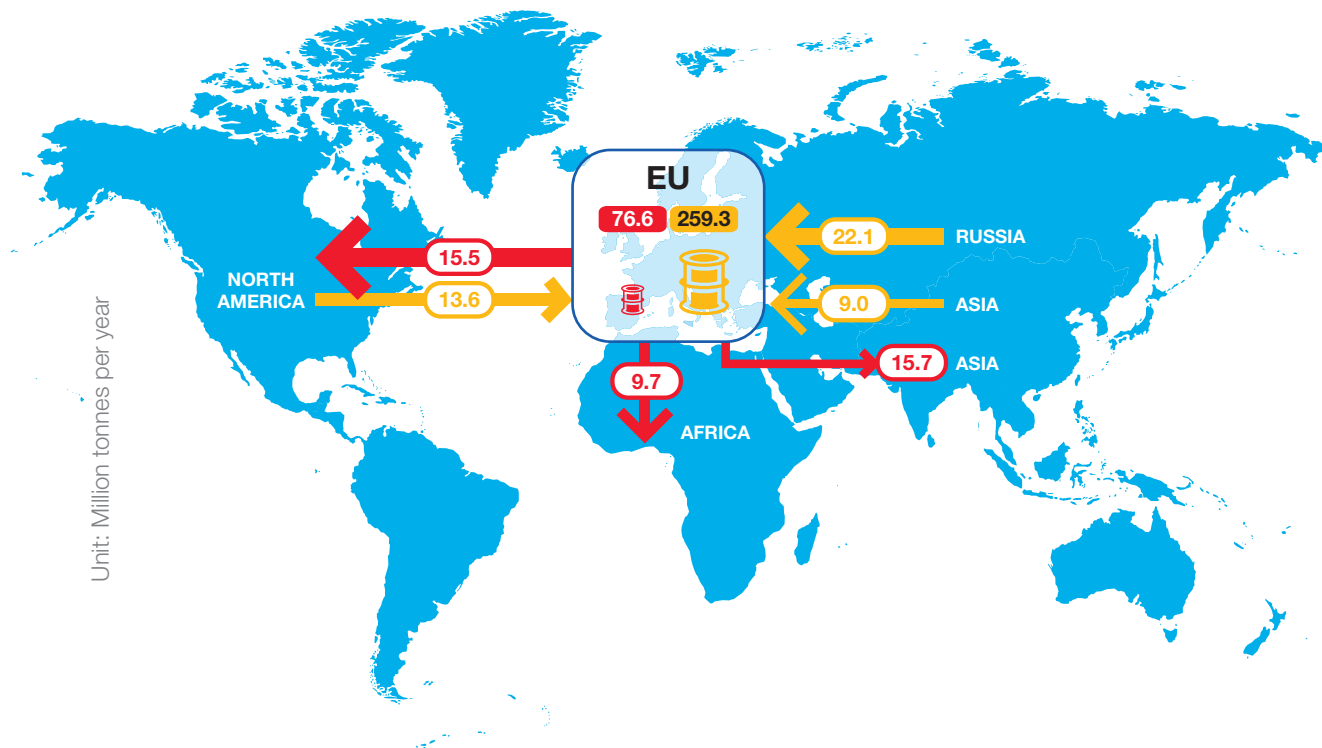 EU
76.6 259.3
22.1 RUSSIA
15.5
NORTH
AMERICA
13.6
9.0 ASIA
15.7 ASIA
9.7
AFRICA
Unit: Million tonnes per year